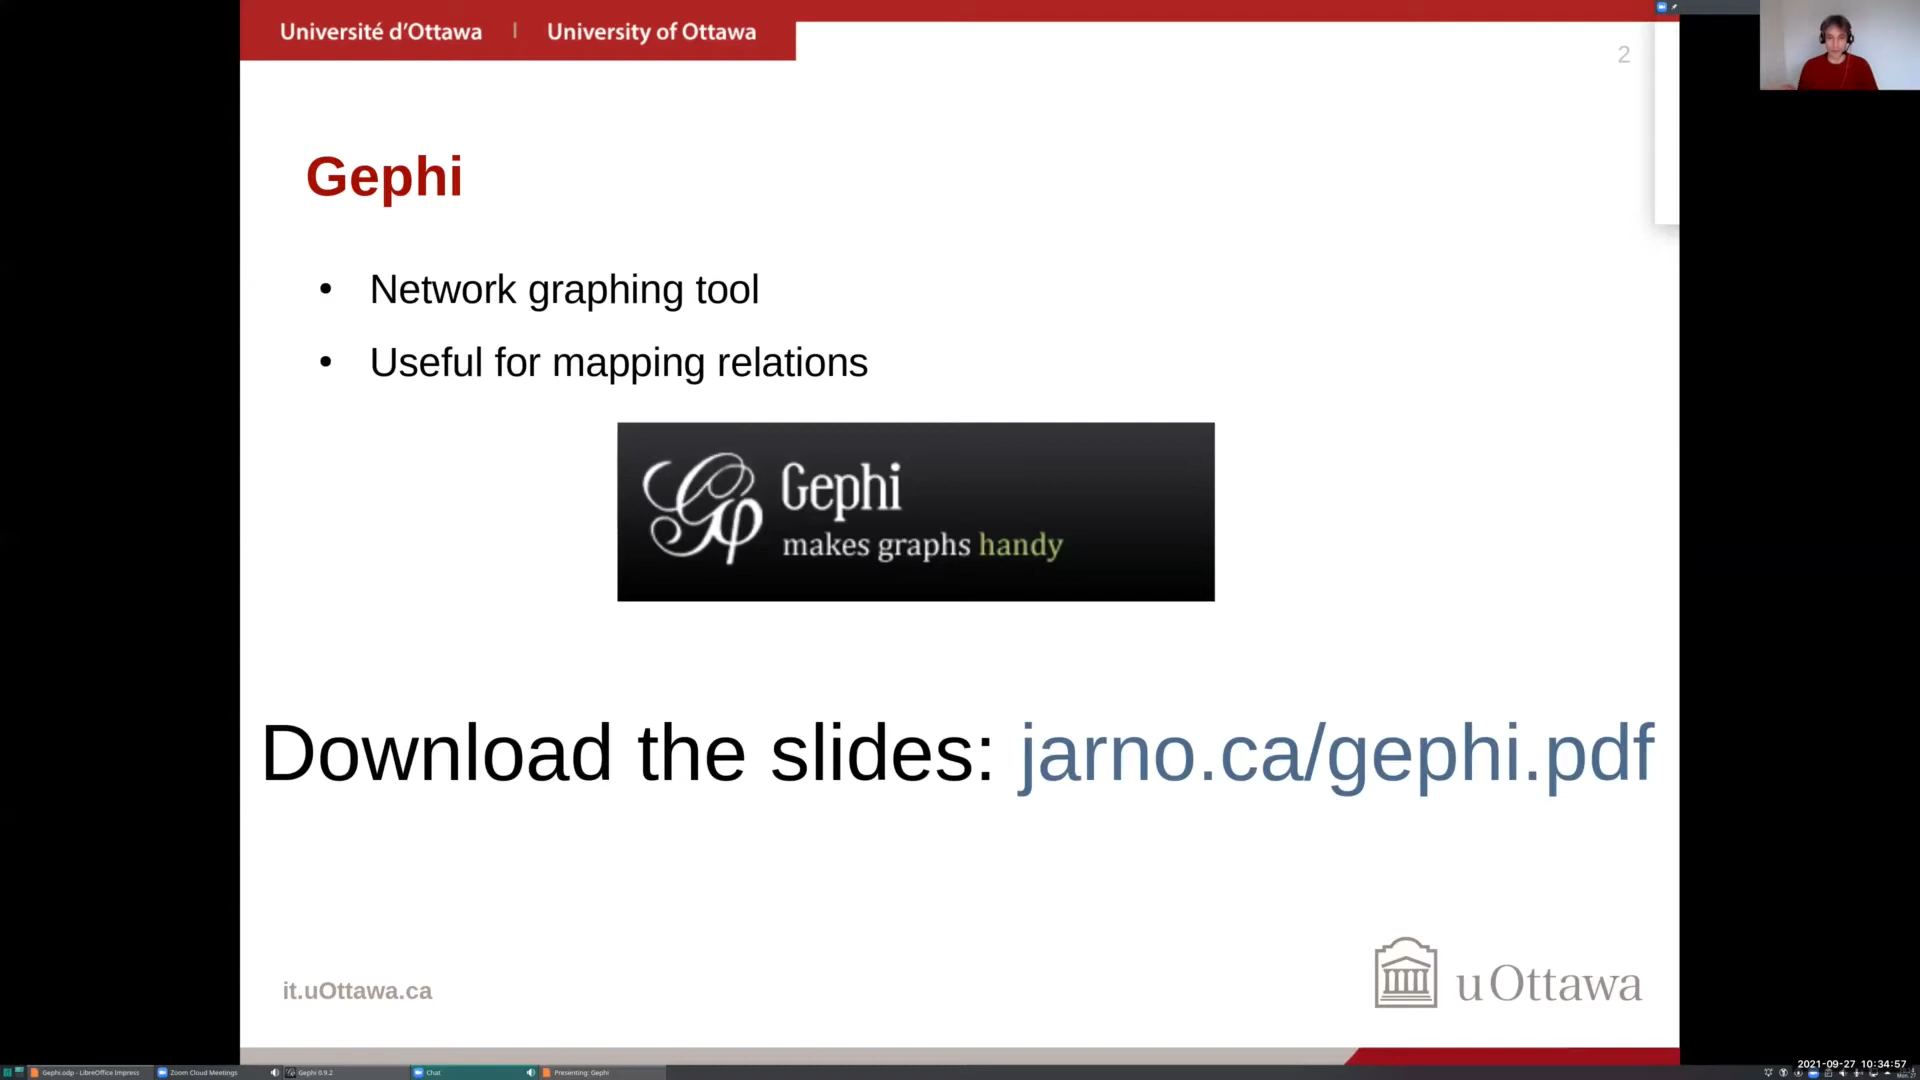 Université d'Ottawa | University of Ottawa
2
Gephi
• Network graphing tool
• Useful for mapping relations
Gephi
makes graphs handy
Download the slides: jarno.ca/gephi.pdf
it.uOttawa.ca
uOttawa
2021-09-27 10:34:57
Gephi.odp - LibreOffice Impress
Zoom Cloud Meetings
Gephi 0.9.2
Chat
Presenting: Gephi